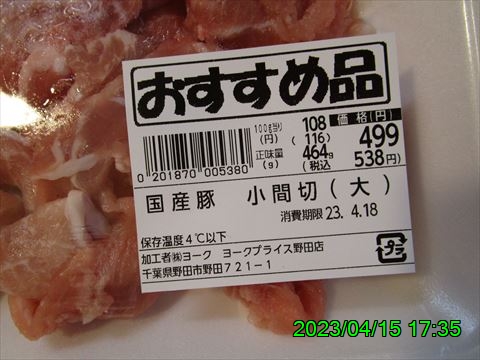 おすすめ品
100g当り 108 価格(円)
(円) (116) 499
正味量 464g 538円)
(g) (税込
0 201870 005380
国産豚 小間切(大)
消費期限 23. 4.18
保存温度4℃以下
加工者㈱ヨーク ヨークプライス野田店
千葉県野田市野田721-1
プラ
2023/04/15 17:35